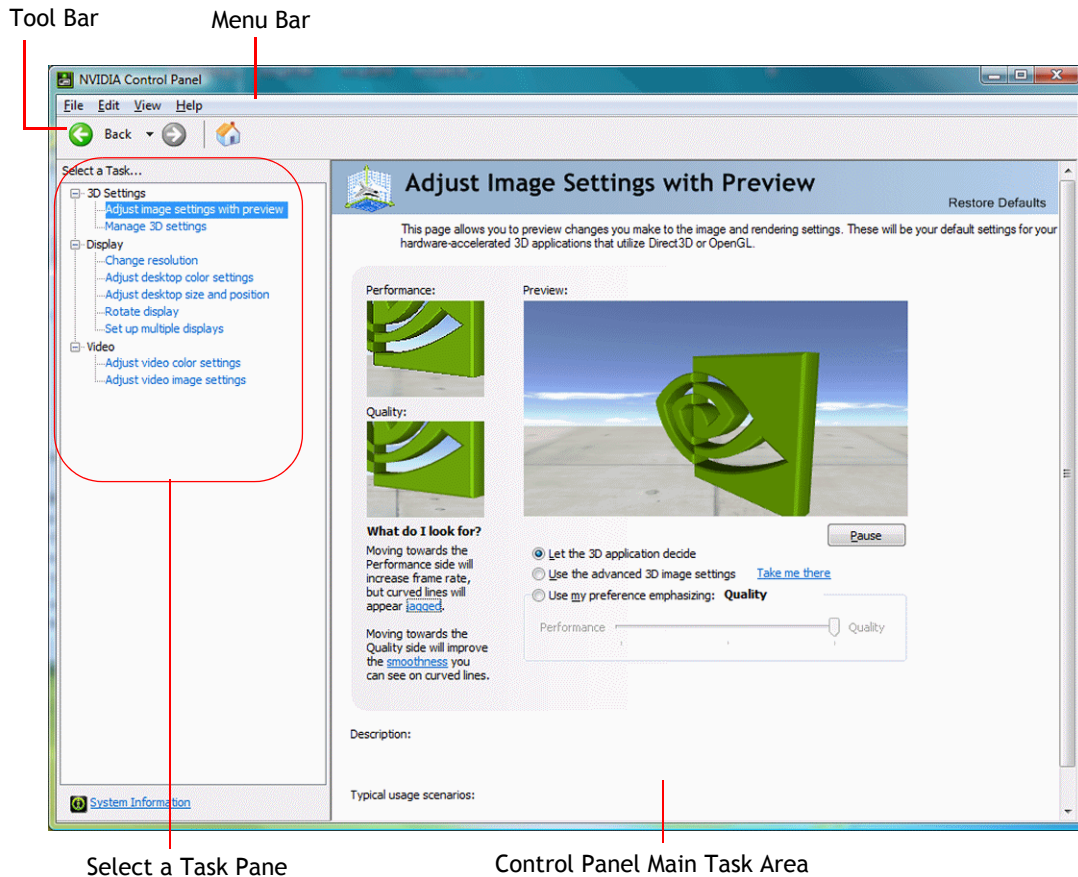 Tool Bar
Menu Bar
NVIDIA Control Panel
File Edit View Help
Back
Select a Task...
3D Settings
Adjust image settings with preview
Manage 3D settings
Display
Change resolution
Adjust desktop color settings
Adjust desktop size and position
Rotate display
Set up multiple displays
Video
Adjust video color settings
Adjust video image settings
System Information
Adjust Image Settings with Preview
Restore Defaults
This page allows you to preview changes you make to the image and rendering settings. These will be your default settings for your
hardware-accelerated 3D applications that utilize Direct3D or OpenGL.
Performance:
Quality:
What do I look for?
Moving towards the
Performance side will
increase frame rate,
but curved lines will
appear jagged.
Moving towards the
Quality side will improve
the smoothness you
can see on curved lines.
Preview:
Pause
Let the 3D application decide
Use the advanced 3D image settings Take me there
Use my preference emphasizing: Quality
Performance Quality
Description:
Typical usage scenarios:
Select a Task Pane
Control Panel Main Task Area